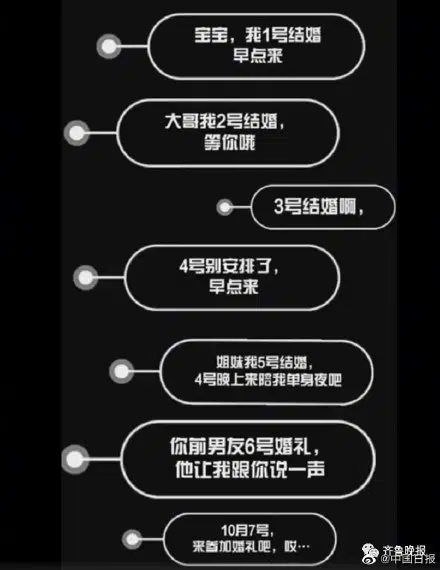 宝宝，我1号结婚
早点来
大哥我2号结婚，
等你哦
3号结婚啊，
4号别安排了，
早点来
姐妹我5号结婚，
4号晚上来陪我单身夜吧
你前男友6号婚礼，
他让我跟你说一声
10月7号，
来参加婚礼吧，哎…
齐鲁晚报
@中国日报